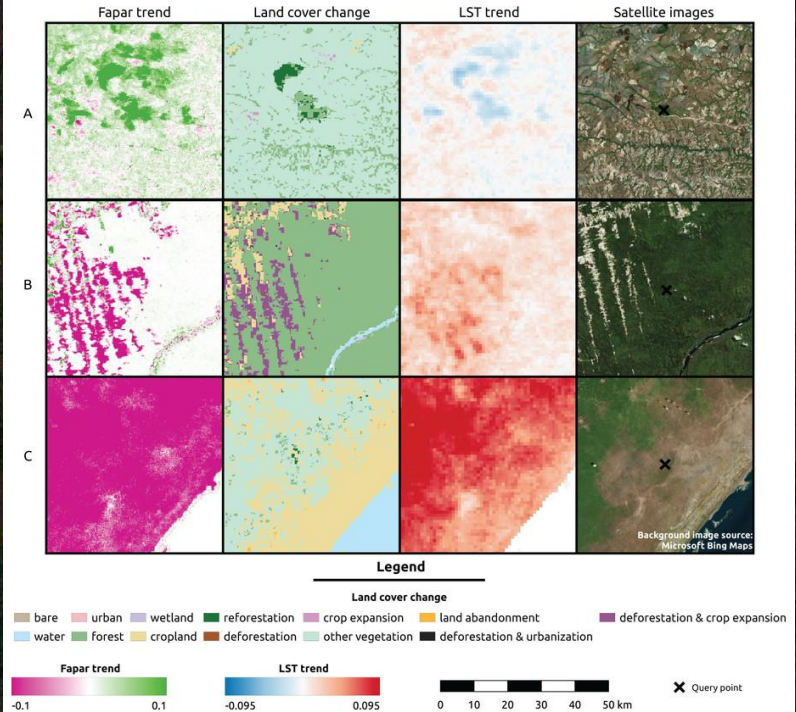 Fapar trend Land cover change LST trend Satellite images
A
B
C
Background image source:
Microsoft Bing Maps
Legend
Land cover change
bare urban wetland reforestation crop expansion land abandonment deforestation & crop expansion
water forest cropland deforestation other vegetation deforestation & urbanization
Fapar trend LST trend
Query point
-0.1 0.1 -0.095 0.095 0 10 20 30 40 50 km